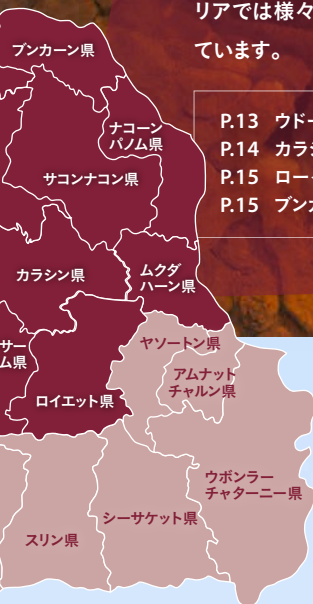 リアでは様々
ています。
P.13 ウドー
P.14 カラシ
P.15 ロー
P.15 ブンカ
ブンカーン県
ナコーン
パノム県
サコンナコン県
カラシン県
ムクダ
ハーン県
サー
ム県
ロイエット県
ヤソートン県
アムナット
チャルン県
ウボンラー
チャターニー県
シーサケット県
スリン県